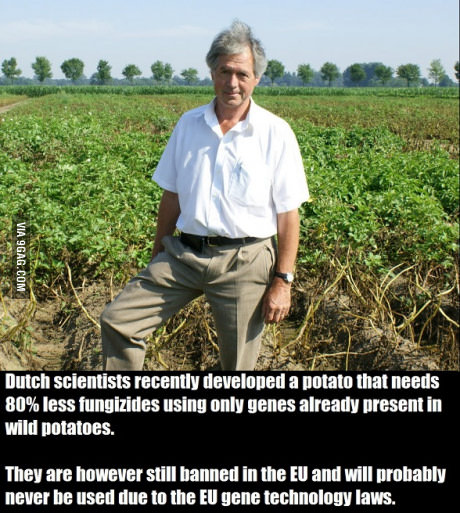 VIA 9GAG.COM
Dutch scientists recently developed a potato that needs
80% less fungizides using only genes already present in
wild potatoes.
They are however still banned in the EU and will probably
never be used due to the EU gene technology laws.